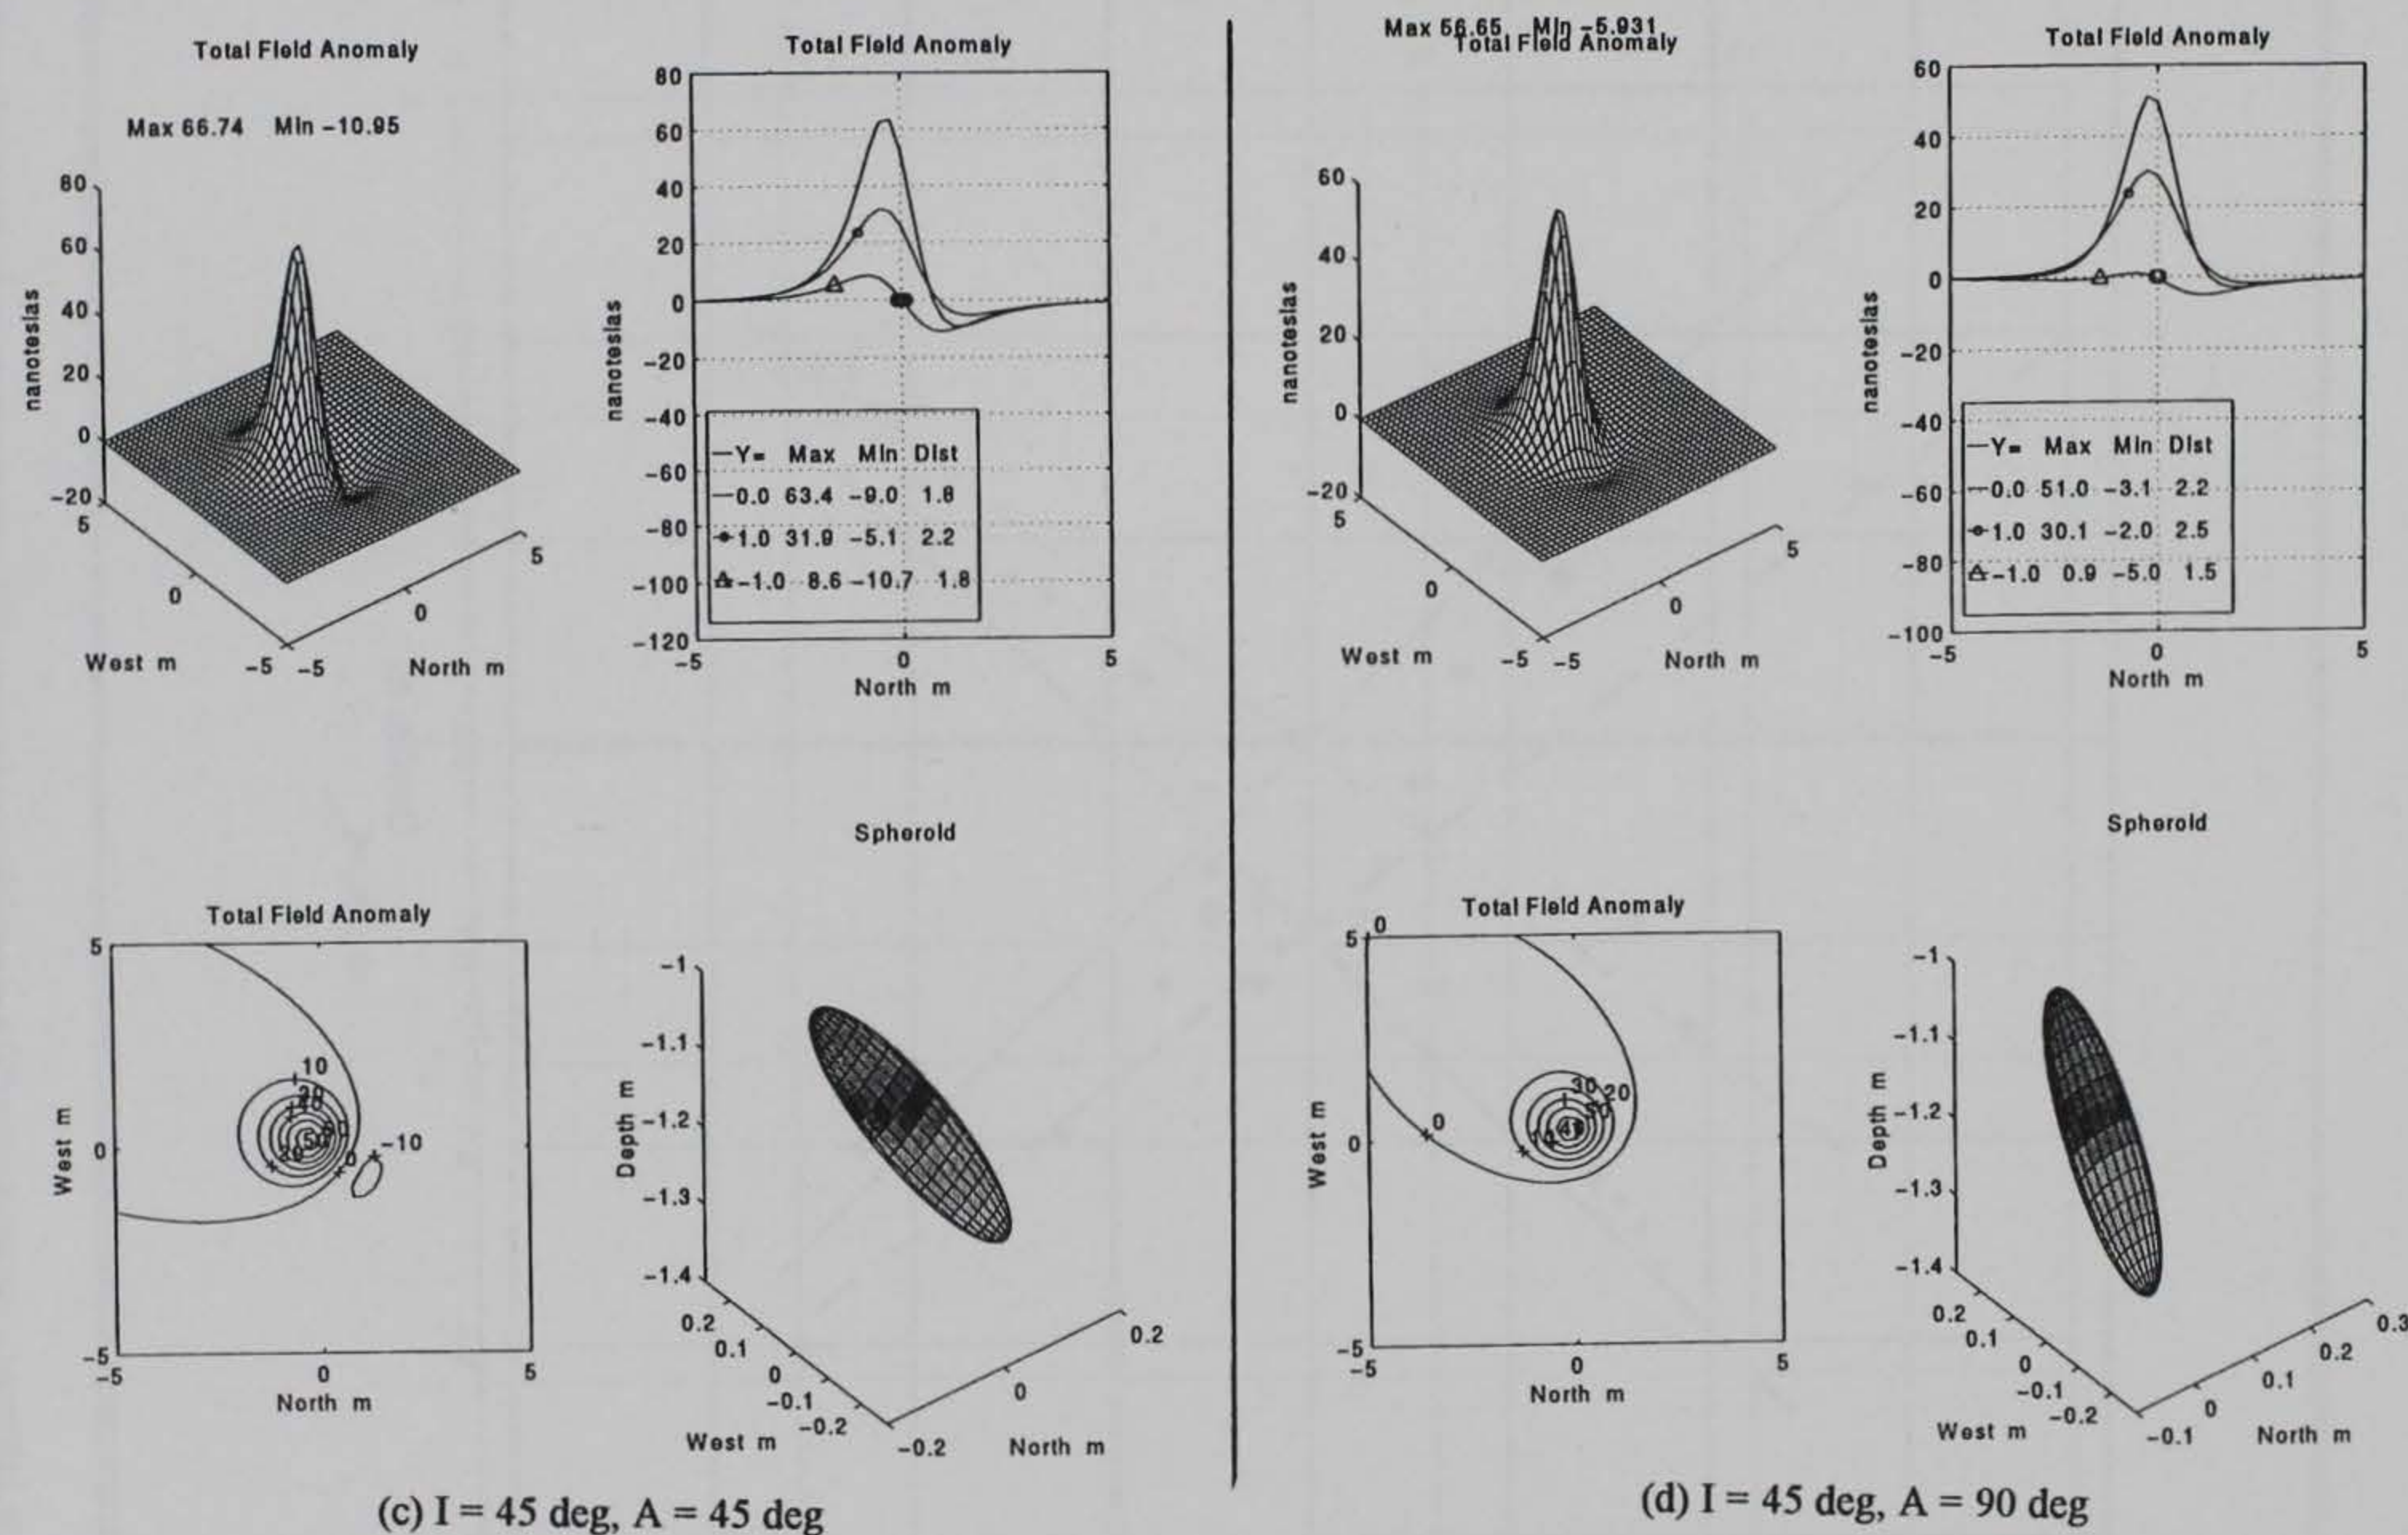 Total Field Anomaly
Max 66.74 Min -10.95
80
60
40
20
0
-20
nanoteslas
5
0
-5
West m
-5
0
5
North m
Total Field Anomaly
80
60
40
20
0
-20
-40
-60
-80
-100
-120
nanoteslas
Y= Max Min Dist
0.0 63.4 -9.0 1.8
1.0 31.9 -5.1 2.2
-1.0 8.6 -10.7 1.8
-5 0 5
North m
Total Field Anomaly
5
0
-5
West m
10
0
-10
-5 0 5
North m
Spheroid
-1
-1.1
-1.2
-1.3
-1.4
Depth m
0.2
0.1
0
-0.1
-0.2
West m
-0.2
0
0.2
North m
(c) I = 45 deg, A = 45 deg
Max 56.65 Min -5.931
Total Field Anomaly
60
40
20
0
-20
nanoteslas
5
0
-5
West m
-5
0
5
North m
Total Field Anomaly
60
40
20
0
-20
-40
-60
-80
-100
nanoteslas
Y= Max Min Dist
0.0 51.0 -3.1 2.2
1.0 30.1 -2.0 2.5
-1.0 0.9 -5.0 1.5
-5 0 5
North m
Total Field Anomaly
0
5
0
-5
West m
30
20
0
-5 0 5
North m
Spheroid
-1
-1.1
-1.2
-1.3
-1.4
Depth m
0.2
0.1
0
-0.1
-0.2
West m
-0.1
0
0.1
0.2
0.3
North m
(d) I = 45 deg, A = 90 deg